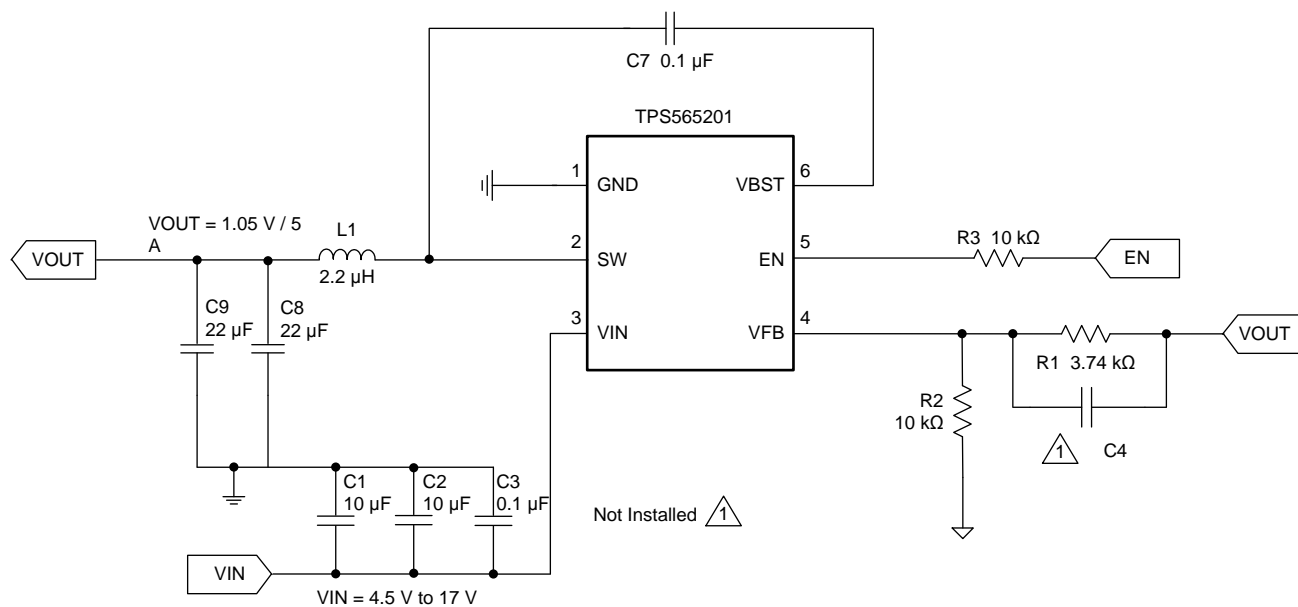 C7 0.1 µF
TPS565201
1
GND
VBST
6
VOUT = 1.05 V / 5
A
L1
VOUT
2
SW
2.2 µH
EN
5
R3 10 kΩ
EN
C9
22 µF
C8
22 µF
3
VIN
VFB
4
VOUT
R1 3.74 kΩ
R2
10 kΩ
1
C4
C1
10 µF
C2
10 µF
C3
0.1 µF
Not Installed 1
VIN
VIN = 4.5 V to 17 V